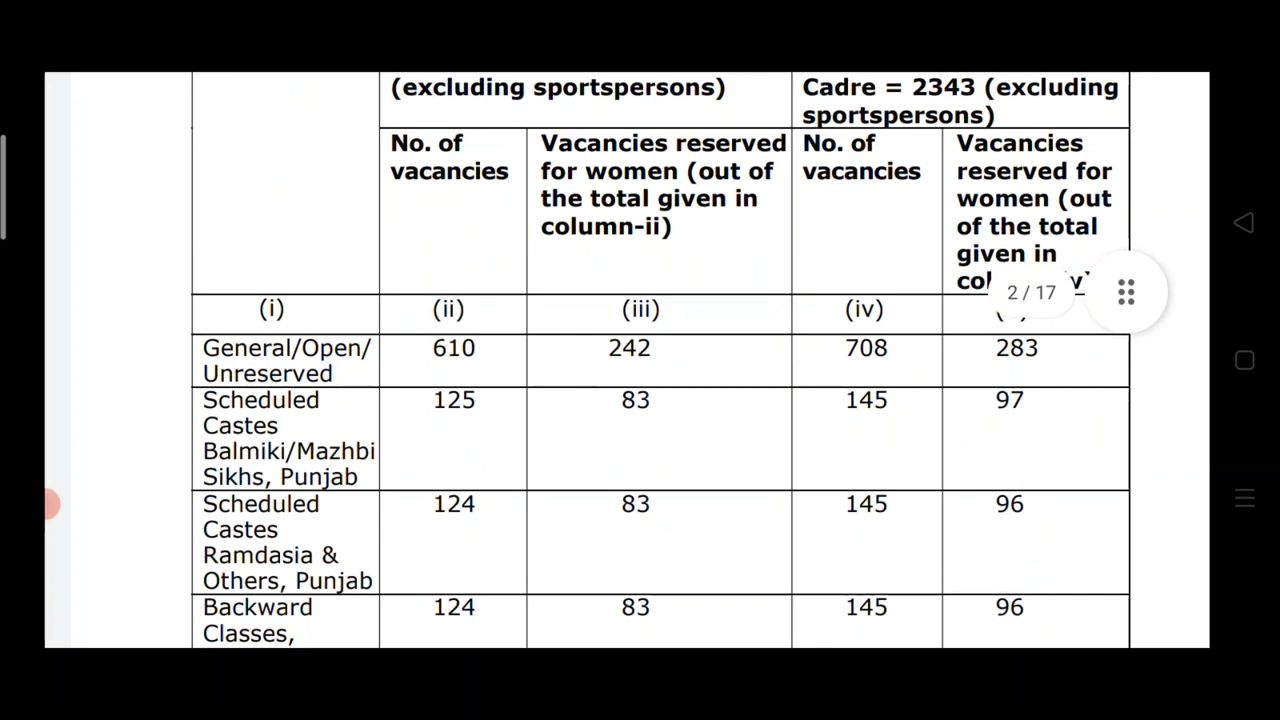 (excluding sportspersons)
Cadre = 2343 (excluding
sportspersons)
No. of
vacancies
Vacancies reserved
for women (out of
the total given in
column-ii)
No. of
vacancies
Vacancies
reserved for
women (out
of the total
given in
2 / 17
(i)
(ii)
(iii)
(iv)
General/Open/
Unreserved
610
242
708
283
Scheduled
Castes
Balmiki/Mazhbi
Sikhs, Punjab
125
83
145
97
Scheduled
Castes
Ramdasia &
Others, Punjab
124
83
145
96
Backward
Classes,
124
83
145
96